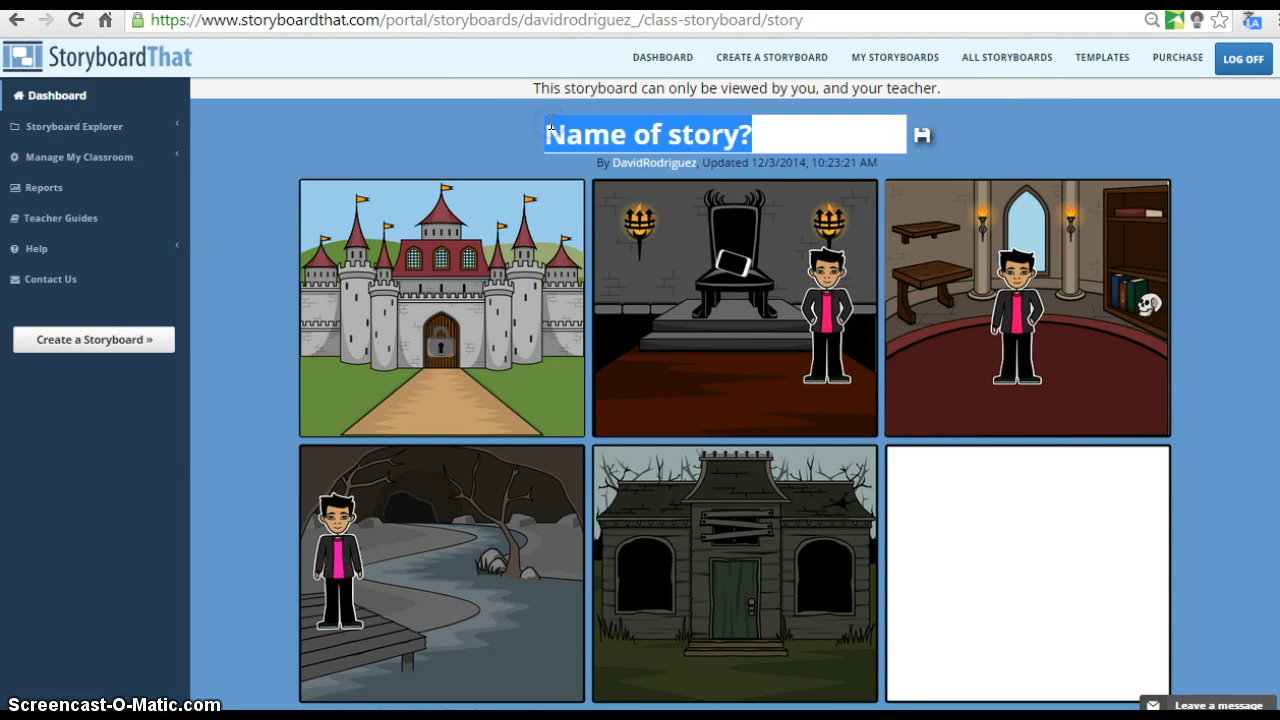 https://www.storyboardthat.com/portal/storyboards/davidrodriguez_/class-storyboard/story
StoryboardThat
DASHBOARD CREATE A STORYBOARD MY STORYBOARDS ALL STORYBOARDS TEMPLATES PURCHASE LOG OFF
Dashboard
Storyboard Explorer
Manage My Classroom
Reports
Teacher Guides
Help
Contact Us
Create a Storyboard »
This storyboard can only be viewed by you, and your teacher.
Name of story?
By DavidRodriguez, Updated 12/3/2014, 10:23:21 AM
Leave a message
Screencast-O-Matic.com